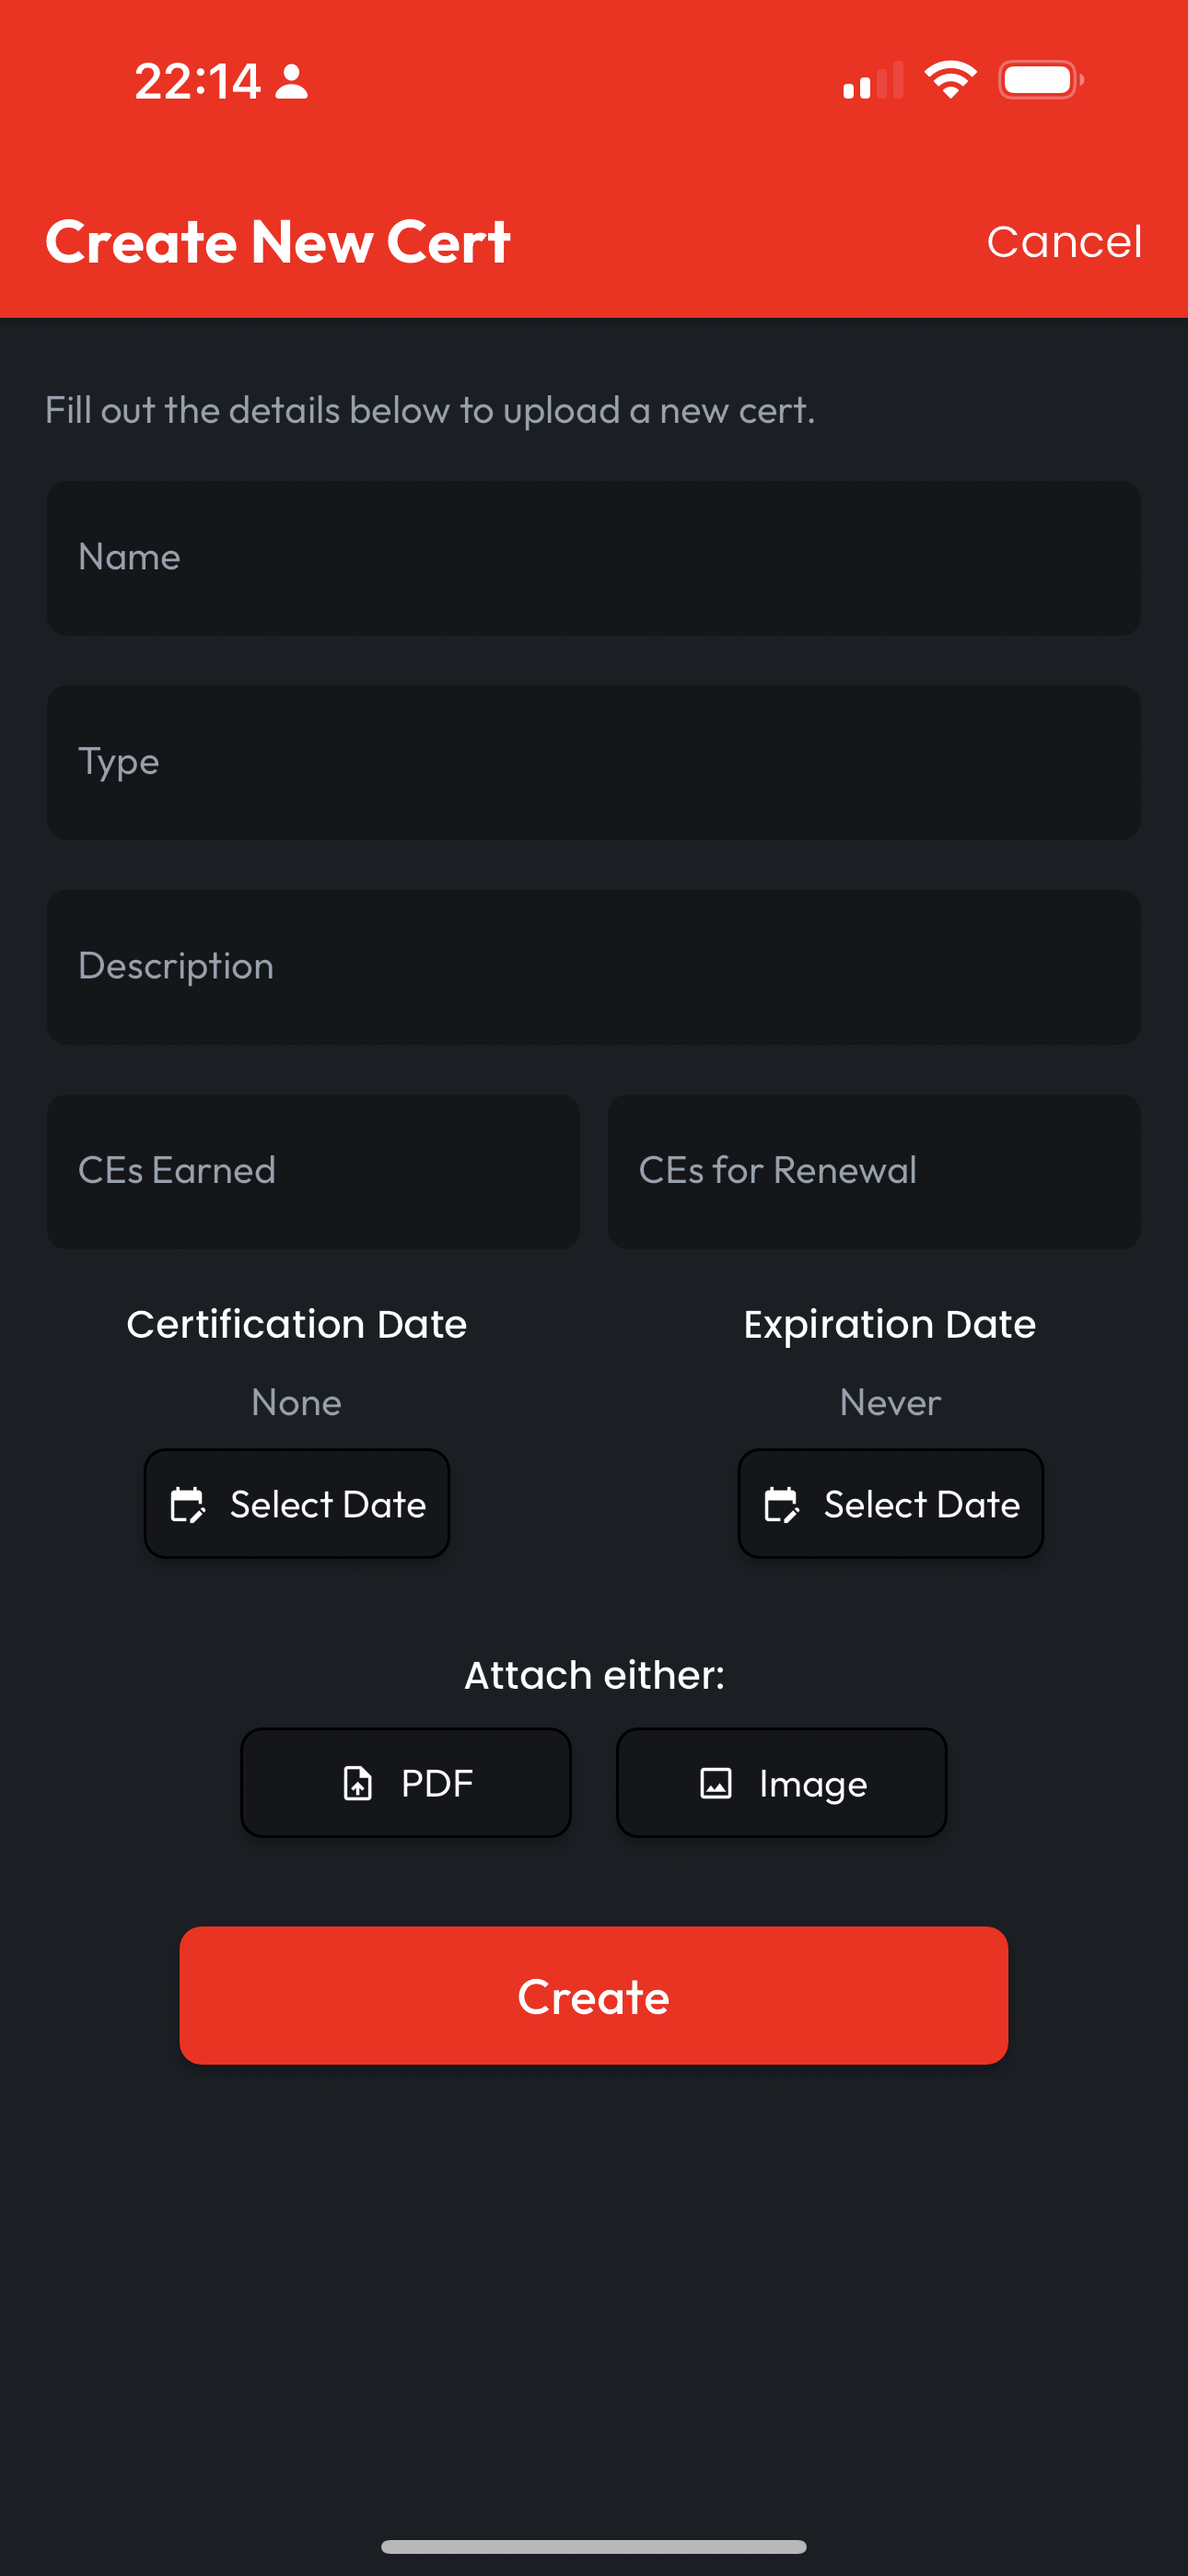 22:14
Create New Cert
Cancel
Fill out the details below to upload a new cert.
Name
Type
Description
CEs Earned
CEs for Renewal
Certification Date
Expiration Date
None
Never
Select Date
Select Date
Attach either:
PDF
Image
Create